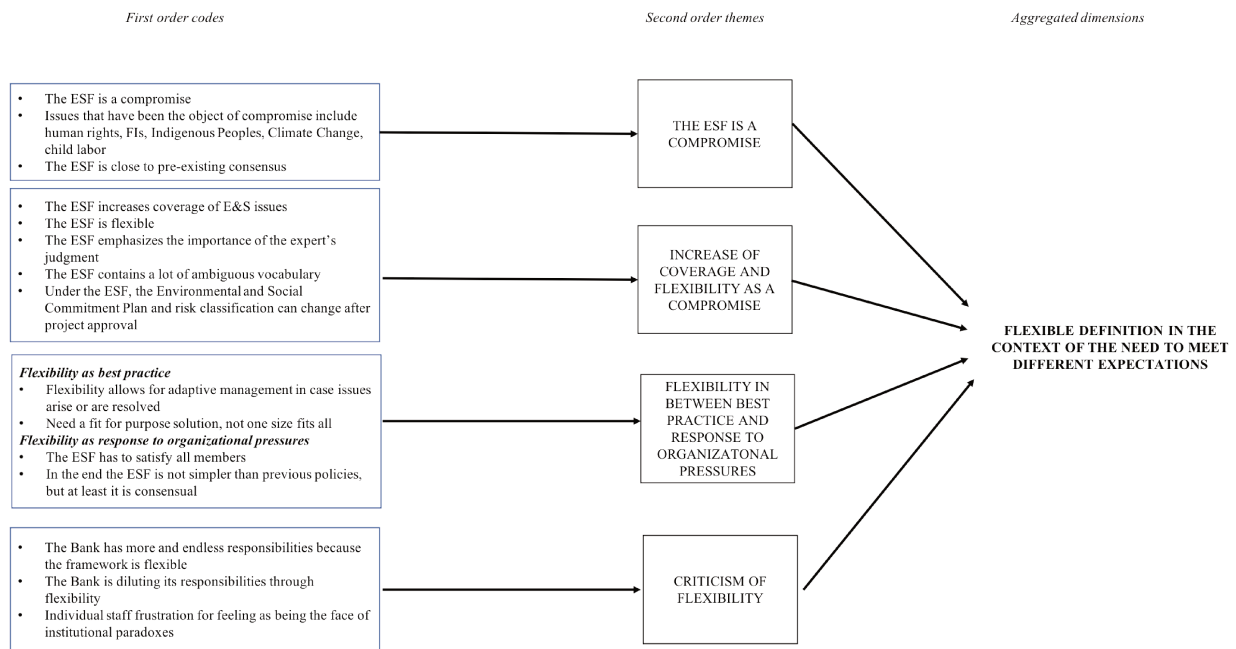 First order codes
Second order themes
Aggregated dimensions
• The ESF is a compromise
• Issues that have been the object of compromise include
human rights, FIs, Indigenous Peoples, Climate Change,
child labor
• The ESF is close to pre-existing consensus
THE ESF IS A
COMPROMISE
• The ESF increases coverage of E&S issues
• The ESF is flexible
• The ESF emphasizes the importance of the expert's
judgment
• The ESF contains a lot of ambiguous vocabulary
• Under the ESF, the Environmental and Social
Commitment Plan and risk classification can change after
project approval
INCREASE OF
COVERAGE AND
FLEXIBILITY AS A
COMPROMISE
Flexibility as best practice
• Flexibility allows for adaptive management in case issues
arise or are resolved
• Need a fit for purpose solution, not one size fits all
Flexibility as response to organizational pressures
• The ESF has to satisfy all members
• In the end the ESF is not simpler than previous policies,
but at least it is consensual
FLEXIBILITY IN
BETWEEN BEST
PRACTICE AND
RESPONSE TO
ORGANIZATONAL
PRESSURES
• The Bank has more and endless responsibilities because
the framework is flexible
• The Bank is diluting its responsibilities through
flexibility
• Individual staff frustration for feeling as being the face of
institutional paradoxes
CRITICISM OF
FLEXIBILITY
FLEXIBLE DEFINITION IN THE
CONTEXT OF THE NEED TO MEET
DIFFERENT EXPECTATIONS